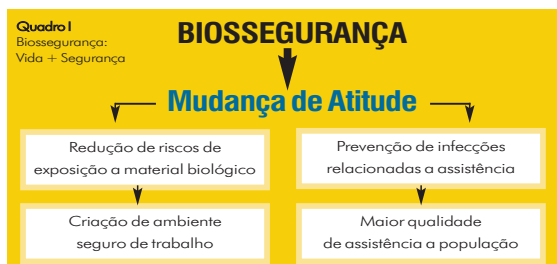 Quadro I
Biossegurança:
Vida + Segurança
BIOSSEGURANÇA
Mudança de Atitude
Redução de riscos de
exposição a material biológico
Prevenção de infecções
relacionadas a assistência
Criação de ambiente
seguro de trabalho
Maior qualidade
de assistência a população